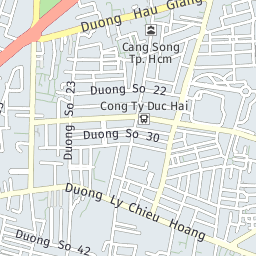 Duong Hau Giang
Cang Song
Tp. Hcm
Duong So 22
Cong Ty Duc Hai
Duong So 23
Duong So 30
Duong Ly Chieu Hoang
Duong So 42